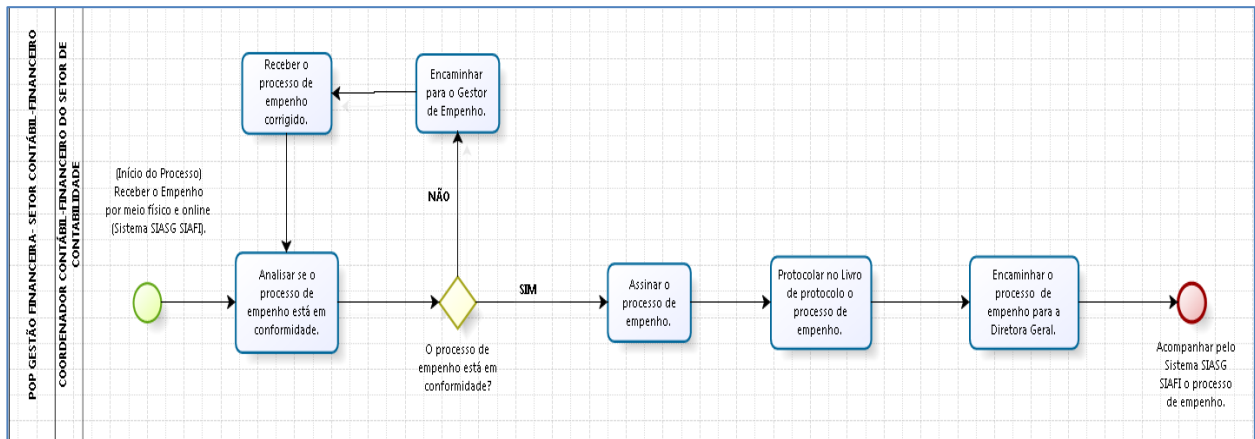 POP GESTÃO FINANCEIRA- SETOR CONTÁBIL-FINANCEIRO
COORDENADOR CONTÁBIL-FINANCEIRO DO SETOR DE
CONTABILIDADE
Receber o
processo de
empenho
corrigido.
Encaminhar
para o Gestor
de Empenho.
(Início do Processo)
Receber o Empenho
por meio físico e online
(Sistema SIASG SIAFI).
NÃO
Analisar se o
processo de
empenho está em
conformidade.
O processo de
empenho está em
conformidade?
SIM
Assinar o
processo de
empenho.
Protocolar no Livro
de protocolo o
processo de
empenho.
Encaminhar o
processo de
empenho para a
Diretora Geral.
Acompanhar pelo
Sistema SIASG
SIAFI o processo
de empenho.